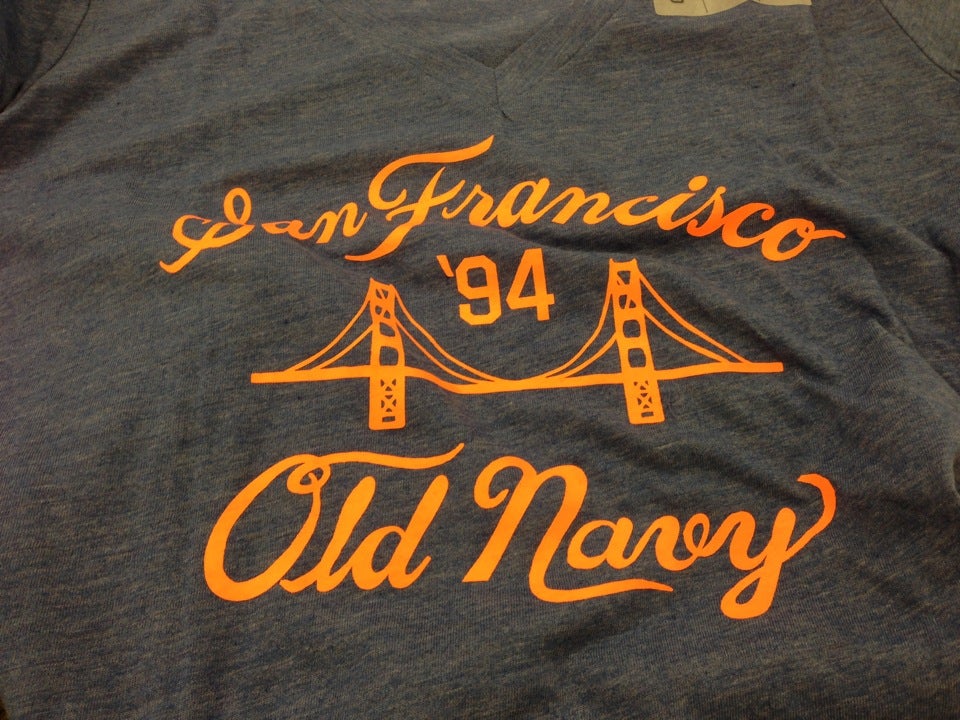 San Francisco
'94
Old Navy